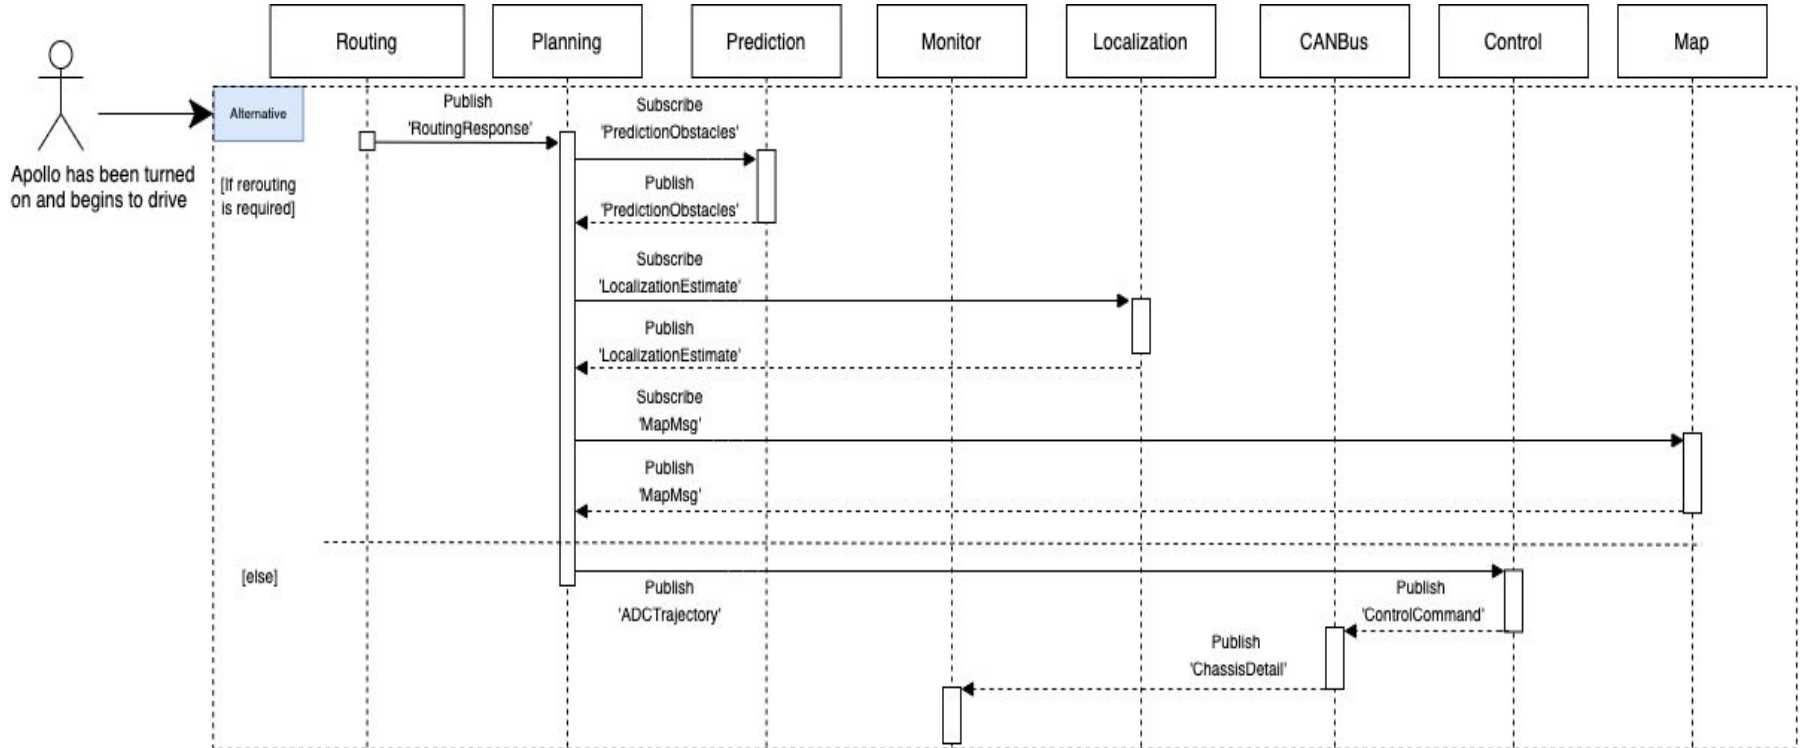 Routing
Planning
Prediction
Monitor
Localization
CANBus
Control
Map
Alternative
Publish
'RoutingResponse'
Subscribe
'PredictionObstacles'
Apollo has been turned
on and begins to drive
[If rerouting
is required]
Publish
'PredictionObstacles'
Subscribe
'LocalizationEstimate'
Publish
'LocalizationEstimate'
Subscribe
'MapMsg'
Publish
'MapMsg'
[else]
Publish
'ADCTrajectory'
Publish
'ControlCommand'
Publish
'ChassisDetail'